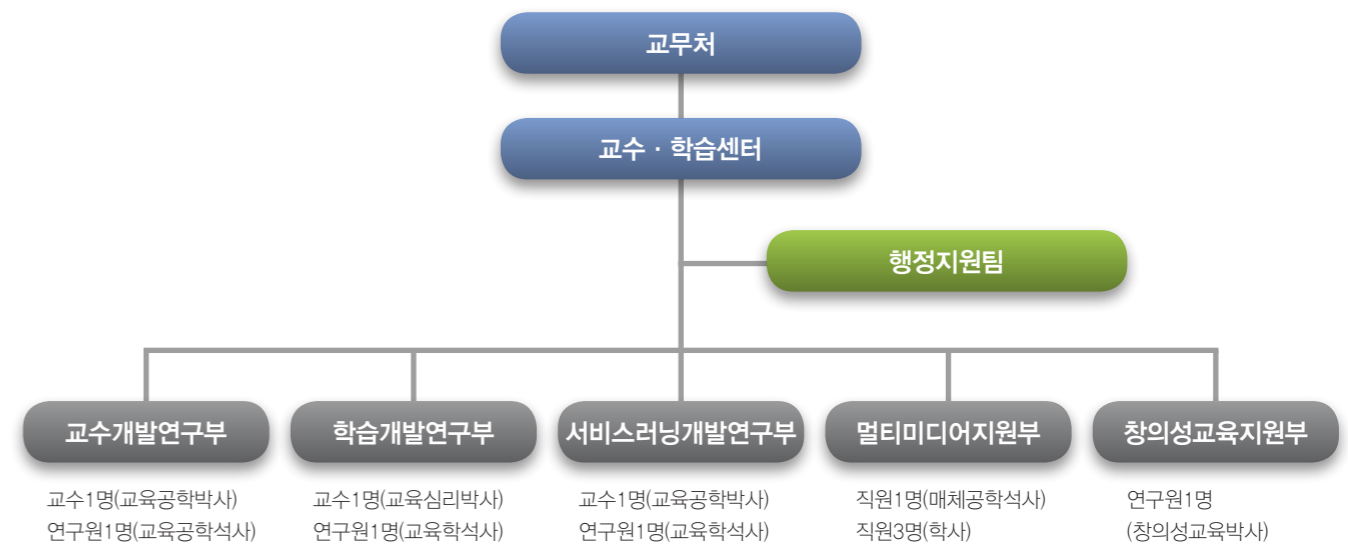 교무처
교수 · 학습센터
행정지원팀
교수개발연구부
학습개발연구부
서비스러닝개발연구부
멀티미디어지원부
창의성교육지원부
교수1명(교육공학박사)
연구원1명(교육공학석사)
교수1명(교육심리박사)
연구원1명(교육학석사)
교수1명(교육공학박사)
연구원1명(교육학석사)
직원1명(매체공학석사)
직원3명(학사)
연구원1명
(창의성교육박사)